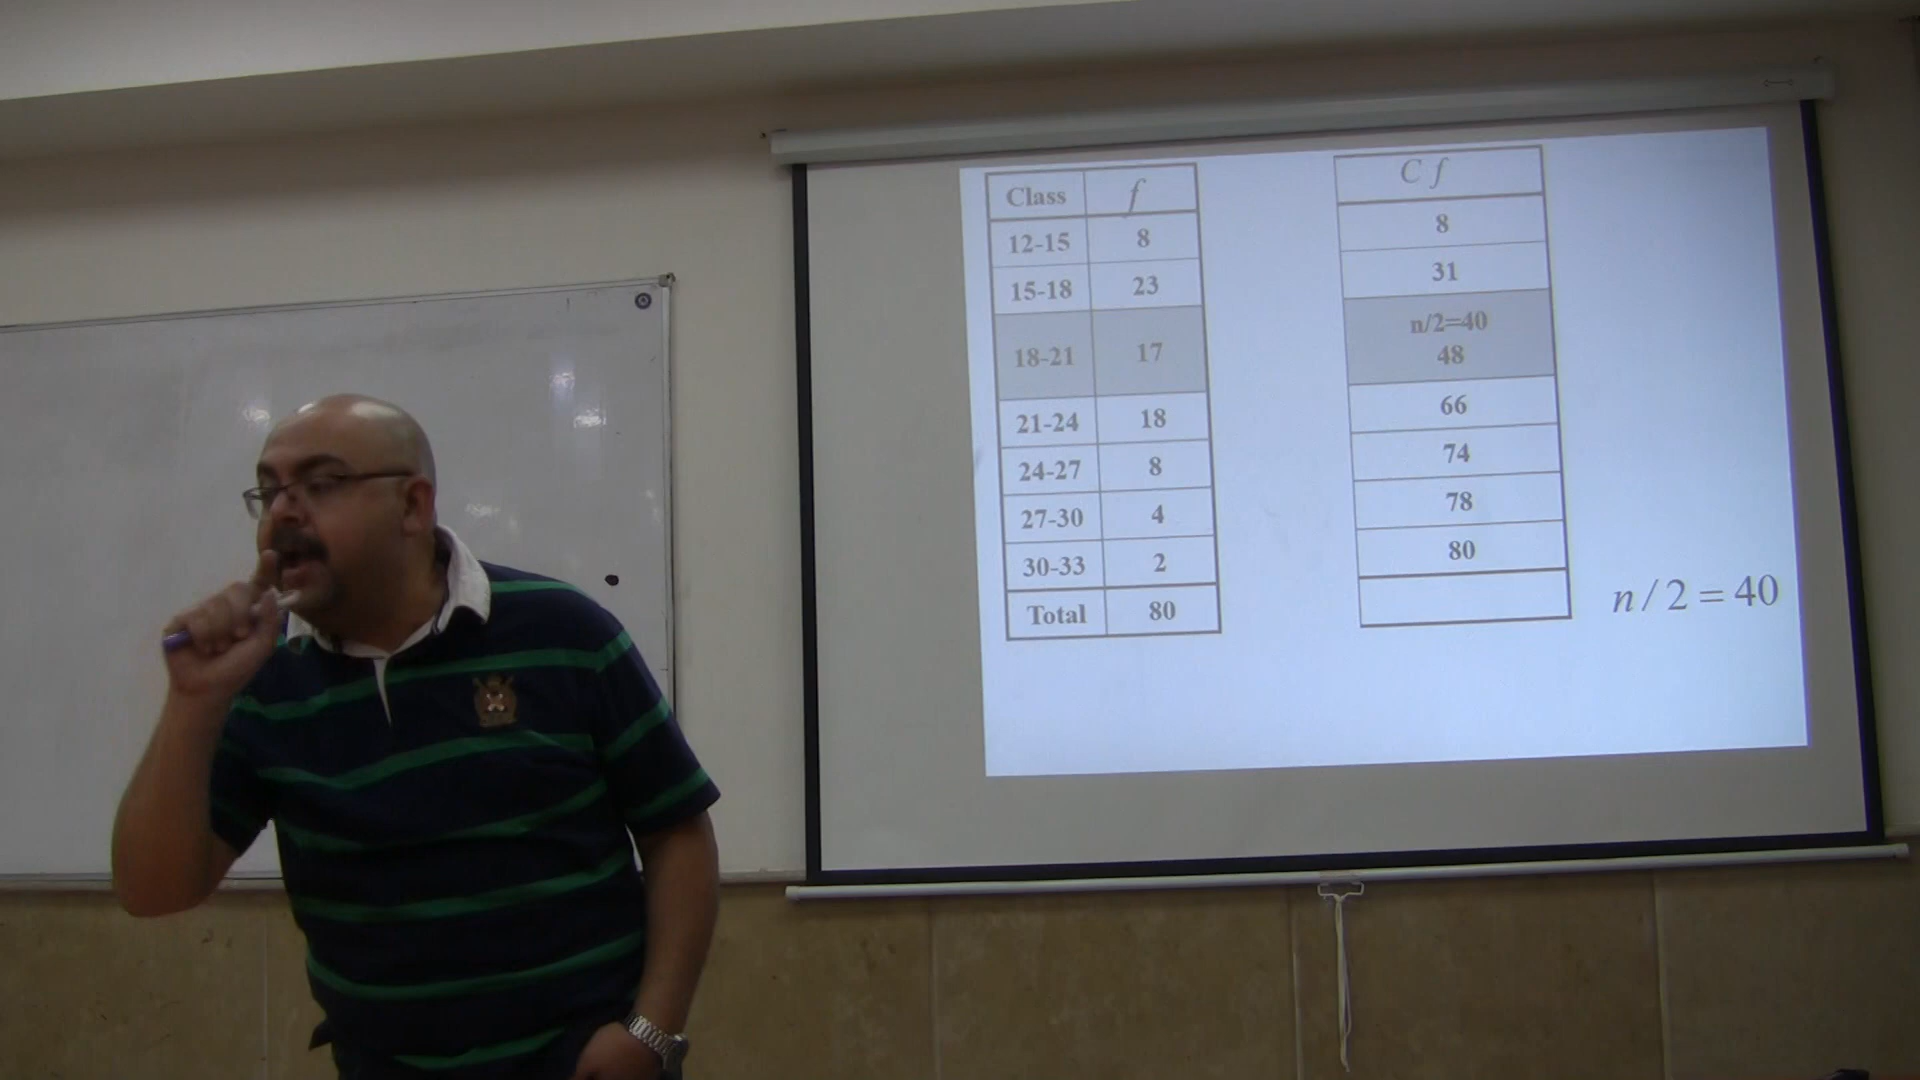 Class f
12-15 8
15-18 23
18-21 17
21-24 18
24-27 8
27-30 4
30-33 2
Total 80
C f
8
31
n/2=40
48
66
74
78
80
n / 2 = 40